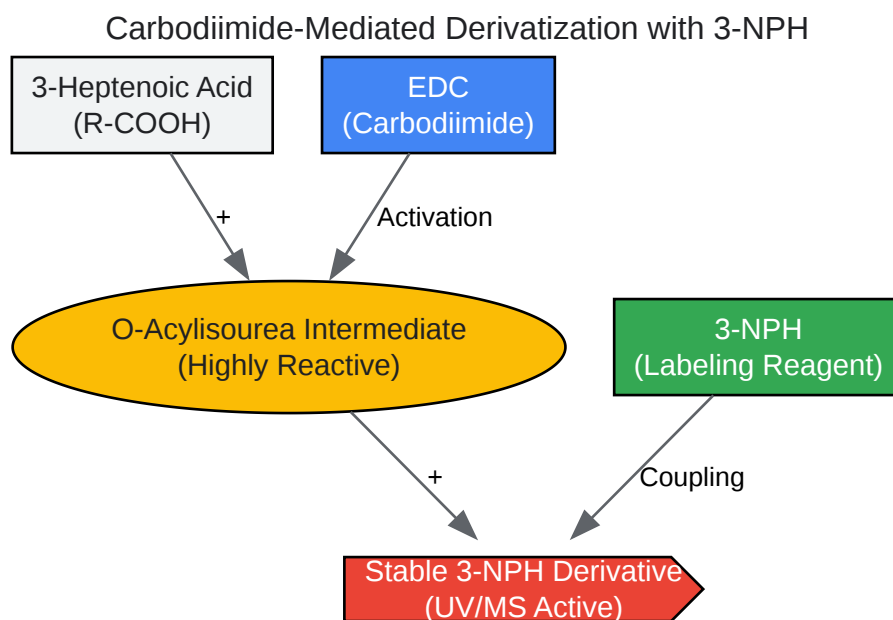 Carbodiimide-Mediated Derivatization with 3-NPH
3-Heptenoic Acid
(R-COOH)
EDC
(Carbodiimide)
+
Activation
O-Acylisourea Intermediate
(Highly Reactive)
3-NPH
(Labeling Reagent)
+
Coupling
Stable 3-NPH Derivative
(UV/MS Active)